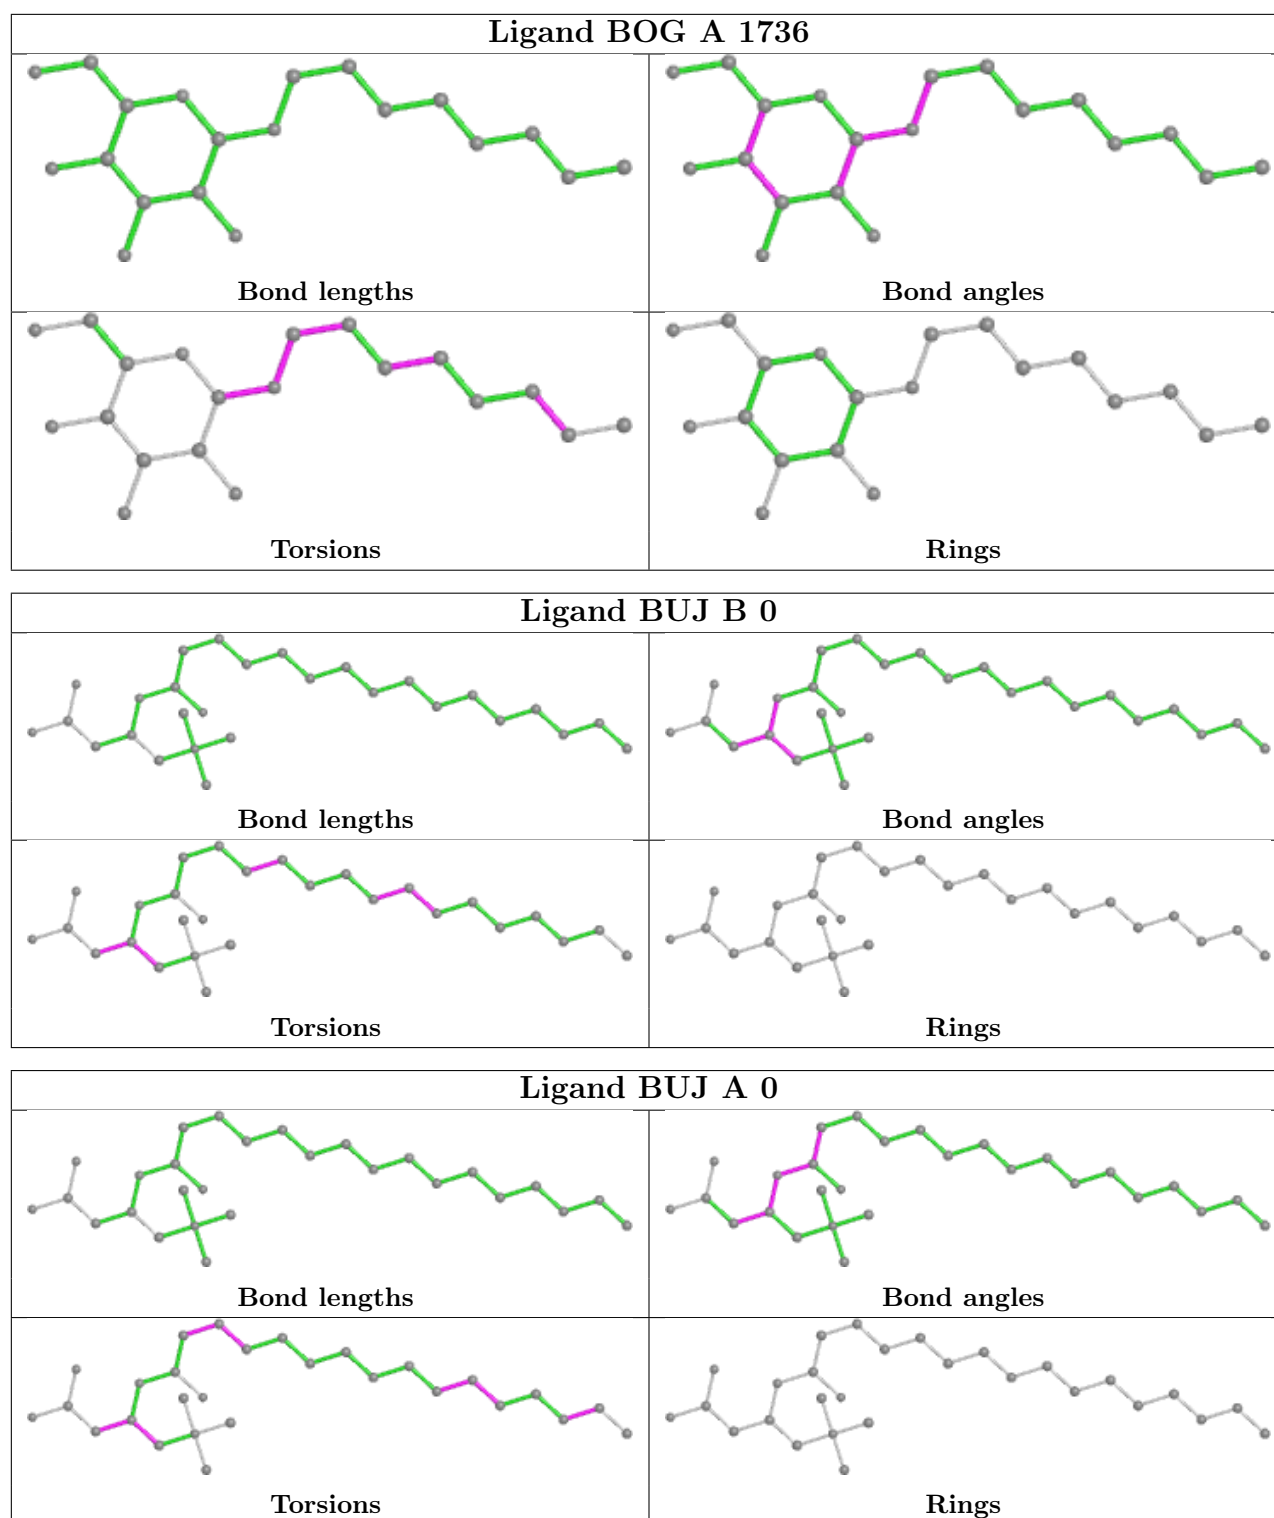 Ligand BOG A 1736
Bond lengths
Bond angles
Torsions
Rings
Ligand BUJ B 0
Bond lengths
Bond angles
Torsions
Rings
Ligand BUJ A 0
Bond lengths
Bond angles
Torsions
Rings